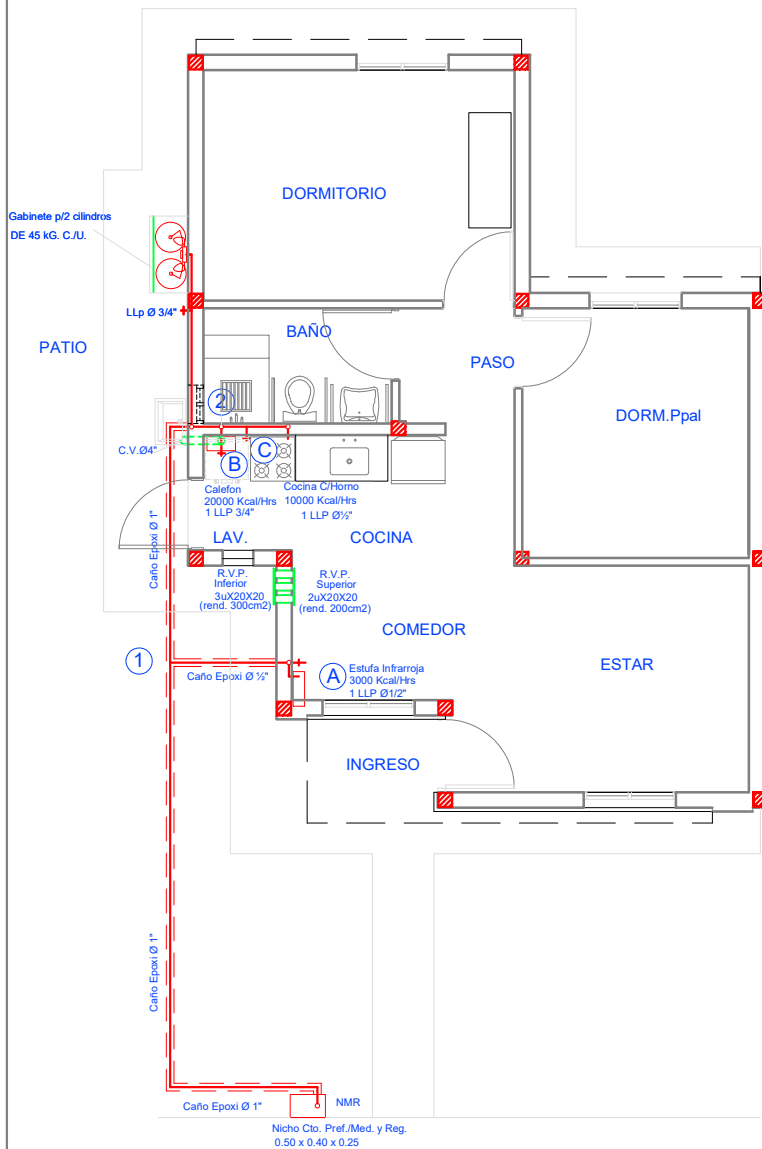 DORMITORIO
Gabinete p/2 cilindros
DE 45 kG. C./U.
LLp Ø 3/4"
BAÑO
PATIO
PASO
DORM.Ppal
2
C.V.Ø4"
B
C
Calefon
20000 Kcal/Hrs
1 LLP 3/4"
Cocina C/Horno
10000 Kcal/Hrs
1 LLP Ø½"
Caño Epoxi Ø 1"
LAV.
COCINA
R.V.P.
Inferior
3uX20X20
(rend. 300cm2)
R.V.P.
Superior
2uX20X20
(rend. 200cm2)
COMEDOR
ESTAR
1
Caño Epoxi Ø ½"
A
Estufa Infrarroja
3000 Kcal/Hrs
1 LLP Ø1/2"
INGRESO
Caño Epoxi Ø 1"
Caño Epoxi Ø 1"
NMR
Nicho Cto. Pref./Med. y Reg.
0.50 x 0.40 x 0.25